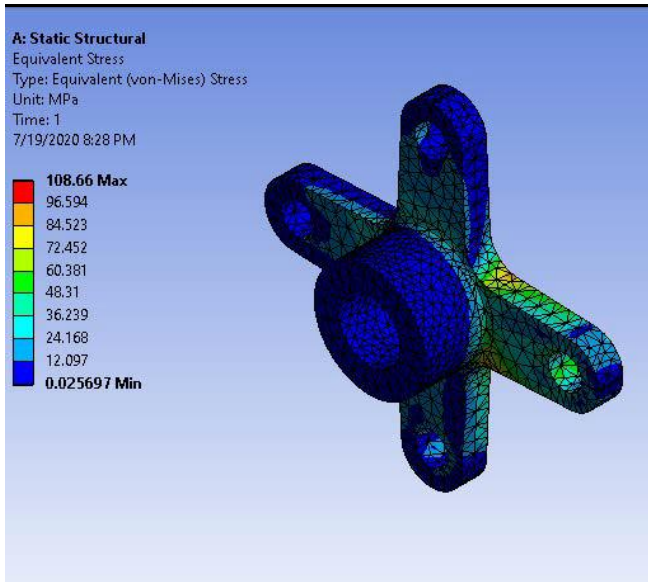 A: Static Structural
Equivalent Stress
Type: Equivalent (von-Mises) Stress
Unit: MPa
Time: 1
7/19/2020 8:28 PM
108.66 Max
96.594
84.523
72.452
60.381
48.31
36.239
24.168
12.097
0.025697 Min